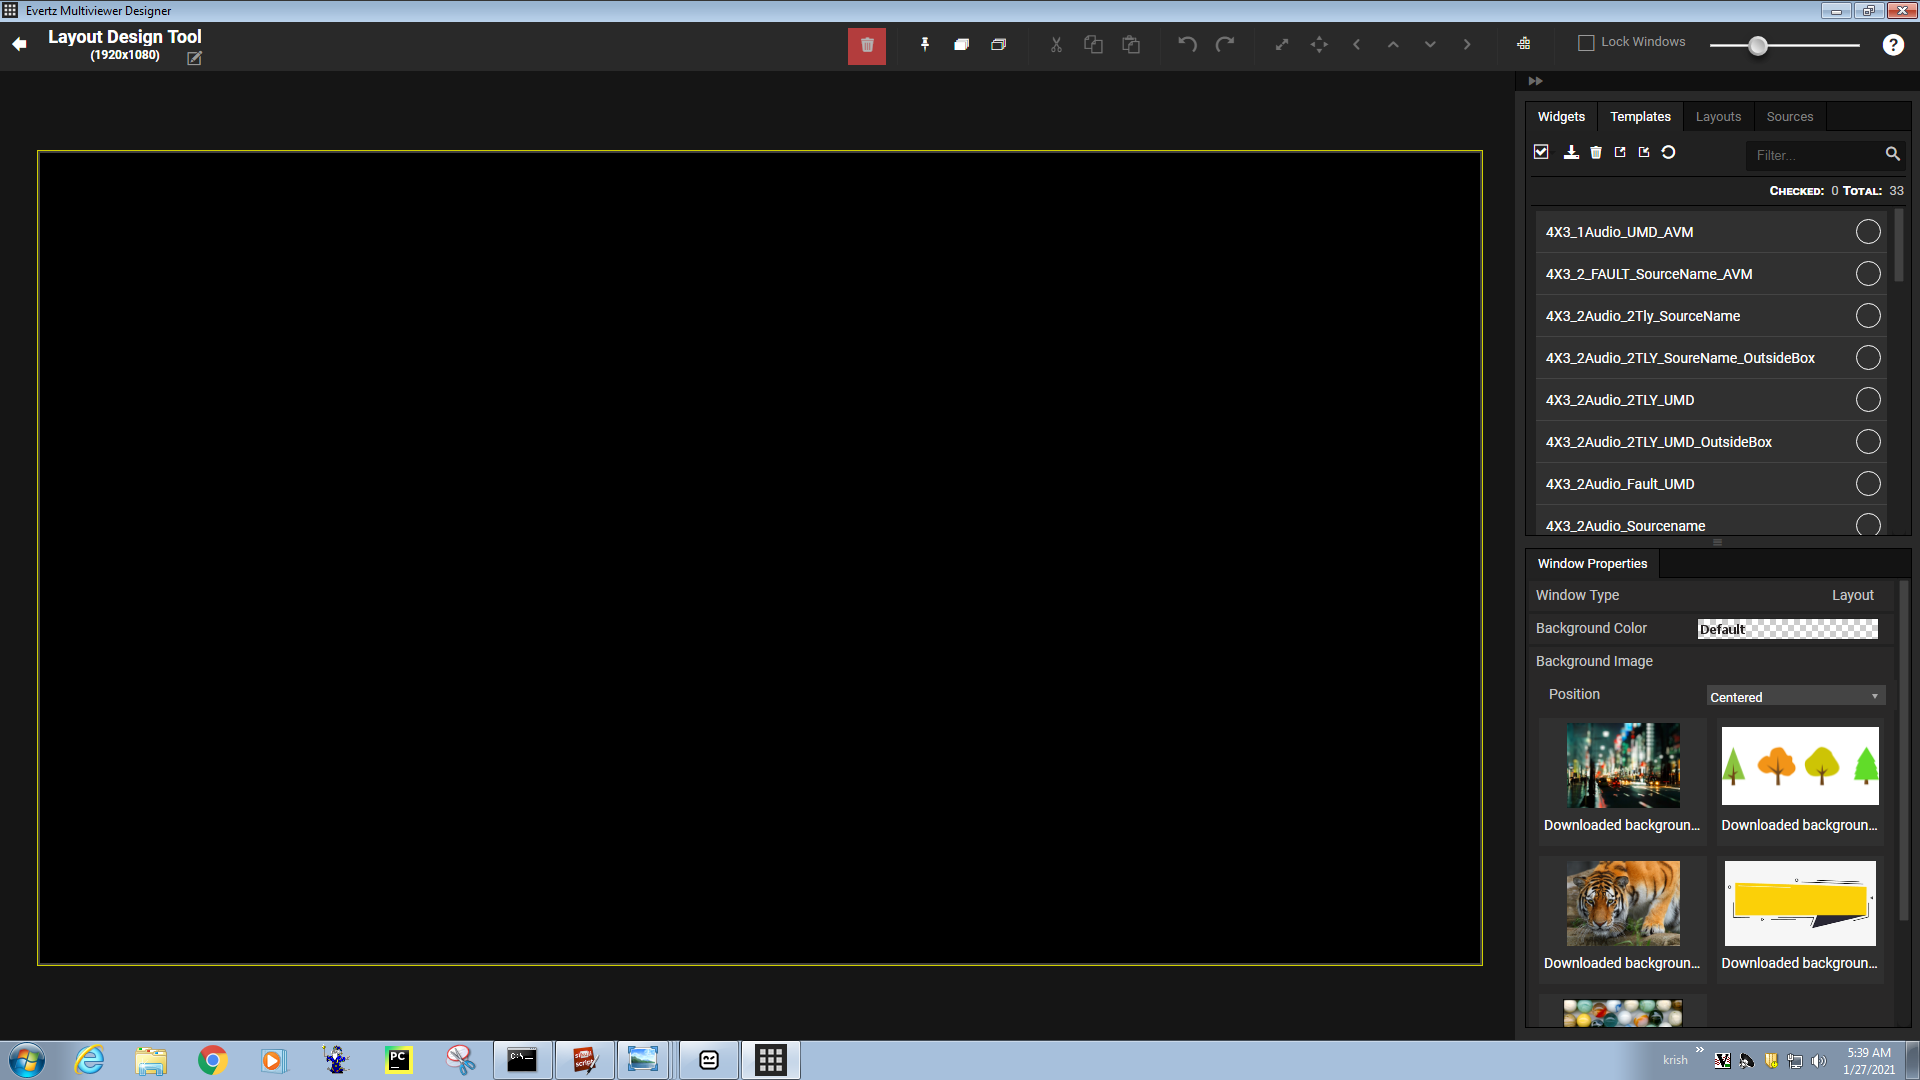 Evertz Multiviewer Designer
Layout Design Tool
(1920x1080)
Lock Windows
?
Widgets
Templates
Layouts
Sources
Filter...
CHECKED: 0 TOTAL: 33
4X3_1Audio_UMD_AVM
4X3_2_FAULT_SourceName_AVM
4X3_2Audio_2Tly_SourceName
4X3_2Audio_2TLY_SoureName_OutsideBox
4X3_2Audio_2TLY_UMD
4X3_2Audio_2TLY_UMD_OutsideBox
4X3_2Audio_Fault_UMD
4X3_2Audio_Sourcename
Window Properties
Window Type
Layout
Background Color
Default
Background Image
Position
Centered
Downloaded backgroun...
Downloaded backgroun...
Downloaded backgroun...
Downloaded backgroun...
PC
C:\_
script
krish
5:39 AM
1/27/2021